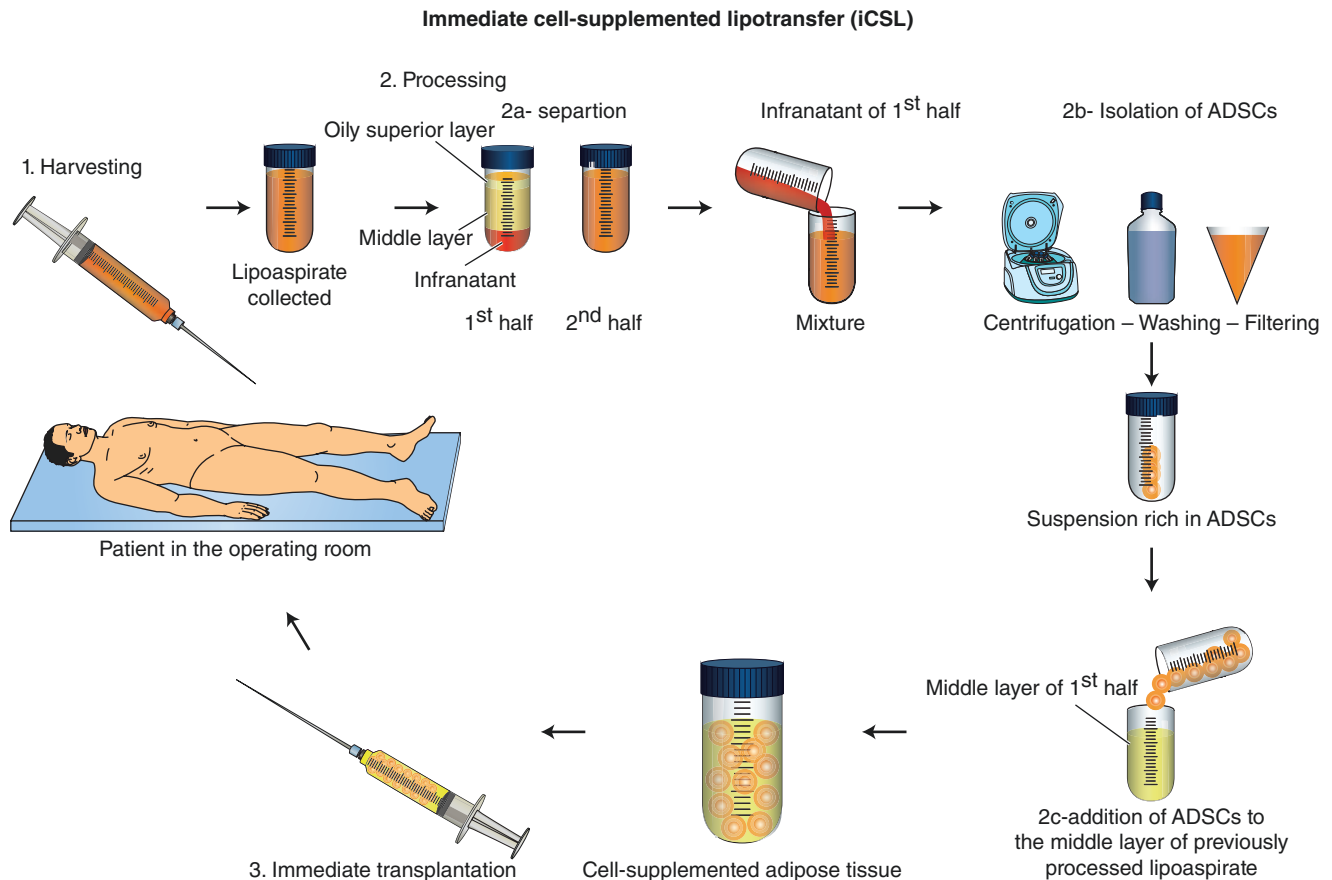 Immediate cell-supplemented lipotransfer (iCSL)
1. Harvesting
Lipoaspirate
collected
2. Processing
2a- separtion
Oily superior layer
Middle layer
Infranatant
1st half
2nd half
Infranatant of 1st half
Mixture
2b- Isolation of ADSCs
Centrifugation – Washing – Filtering
Suspension rich in ADSCs
Middle layer of 1st half
2c-addition of ADSCs to
the middle layer of previously
processed lipoaspirate
Cell-supplemented adipose tissue
3. Immediate transplantation
Patient in the operating room